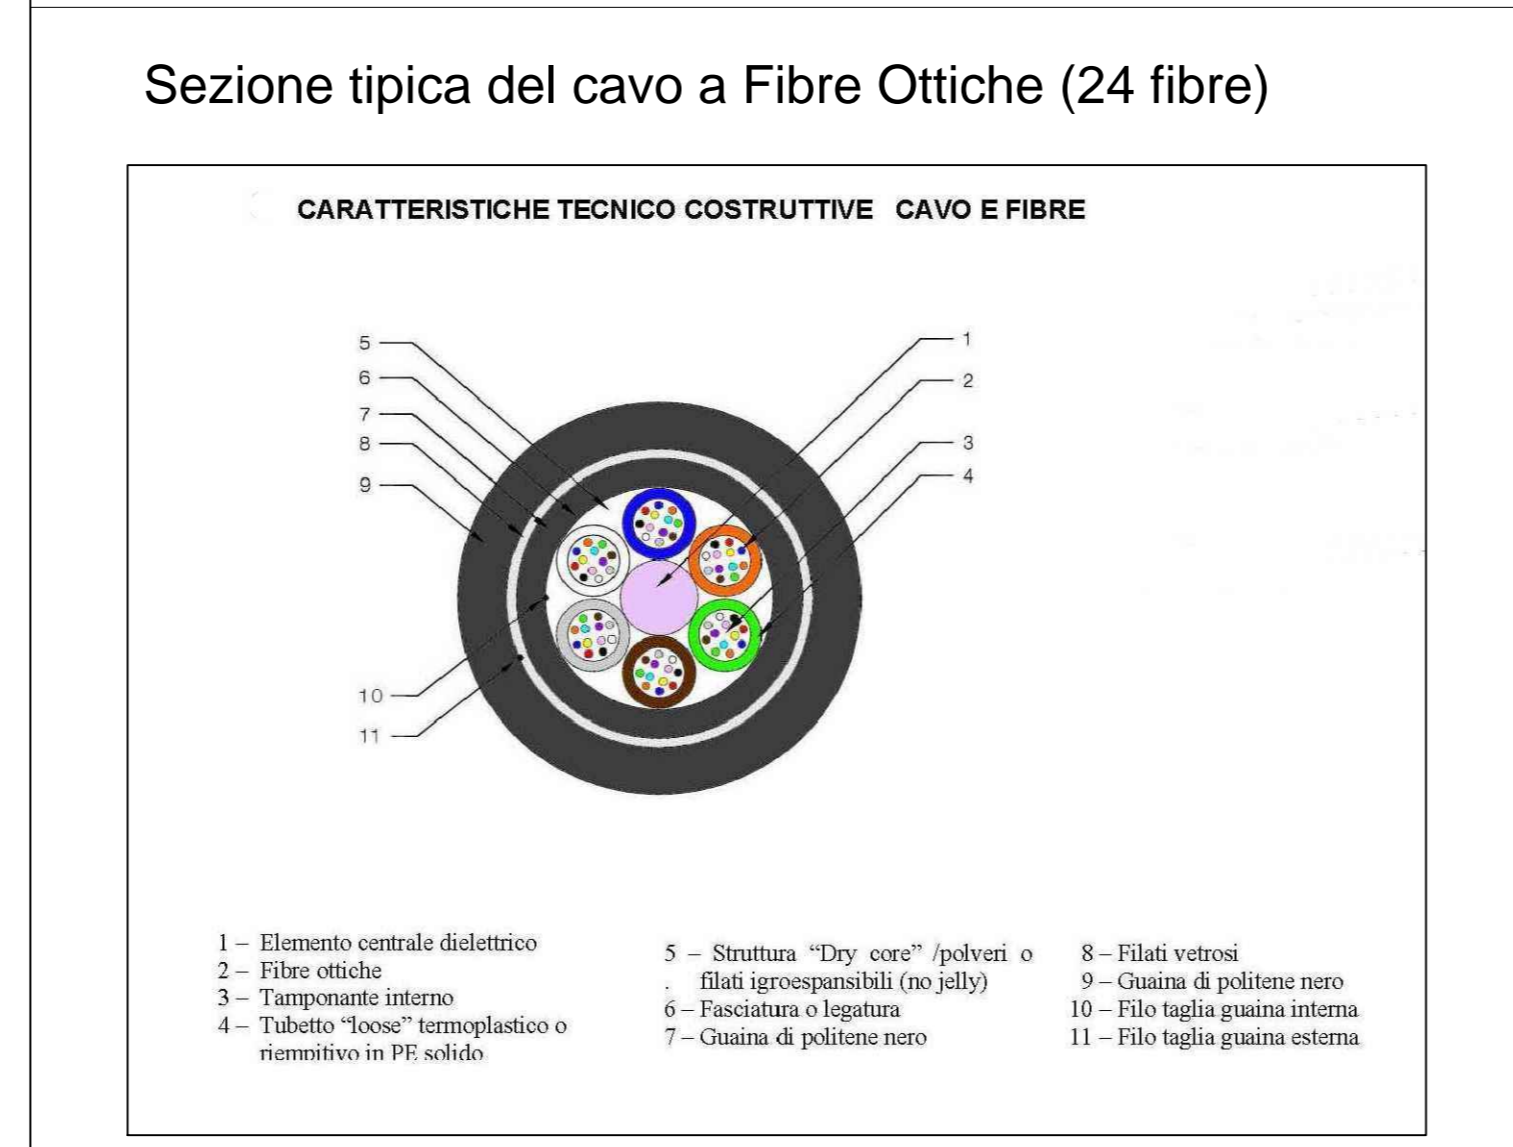 Sezione tipica del cavo a Fibre Ottiche (24 fibre)
CARATTERISTICHE TECNICO COSTRUTTIVE CAVO E FIBRE
5
6
7
8
9
10
11
1
2
3
4
1 – Elemento centrale dielettrico
2 – Fibre ottiche
3 – Tamponante interno
4 – Tubetto “loose” termoplastico o
riempitivo in PE solido
5 – Struttura “Dry core” /polveri o
. filati igroespansibili (no jelly)
6 – Fasciatura o legatura
7 – Guaina di politene nero
8 – Filati vetrosi
9 – Guaina di politene nero
10 – Filo taglia guaina interna
11 – Filo taglia guaina esterna